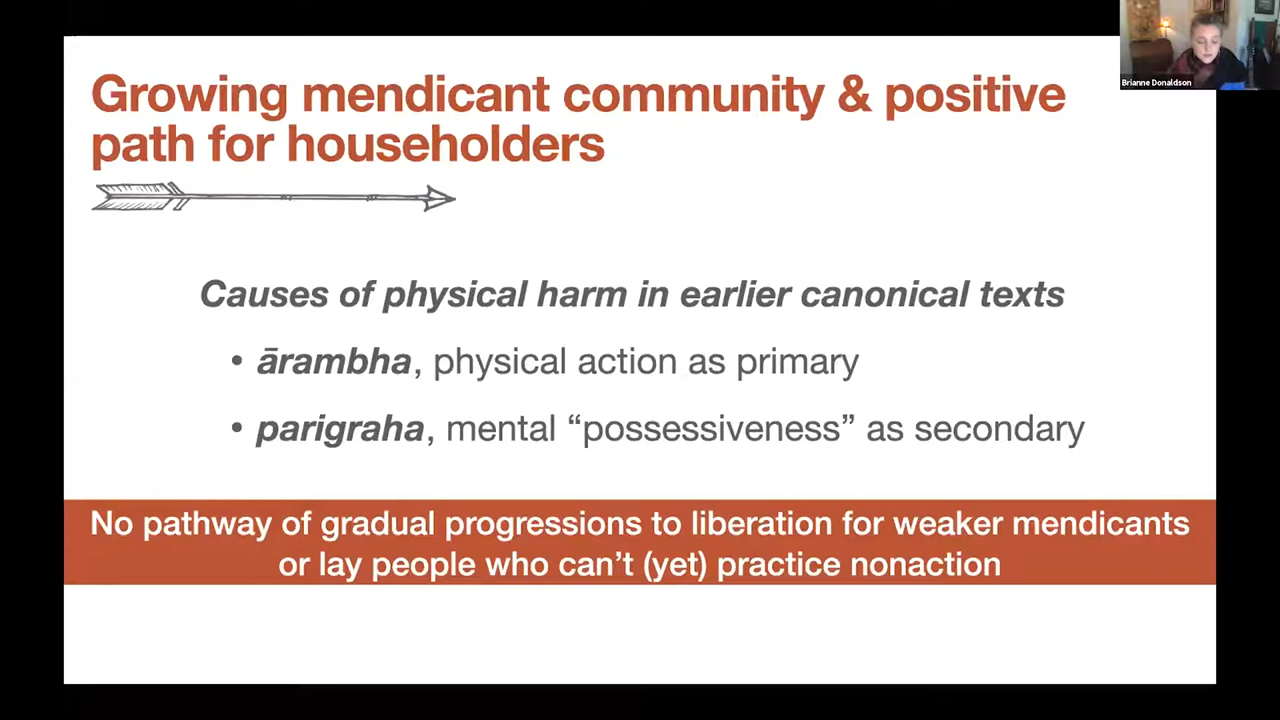 Growing mendicant community & positive
path for householders
Causes of physical harm in earlier canonical texts
• ārambha, physical action as primary
• parigraha, mental “possessiveness” as secondary
No pathway of gradual progressions to liberation for weaker mendicants
or lay people who can’t (yet) practice nonaction
Brianne Donaldson